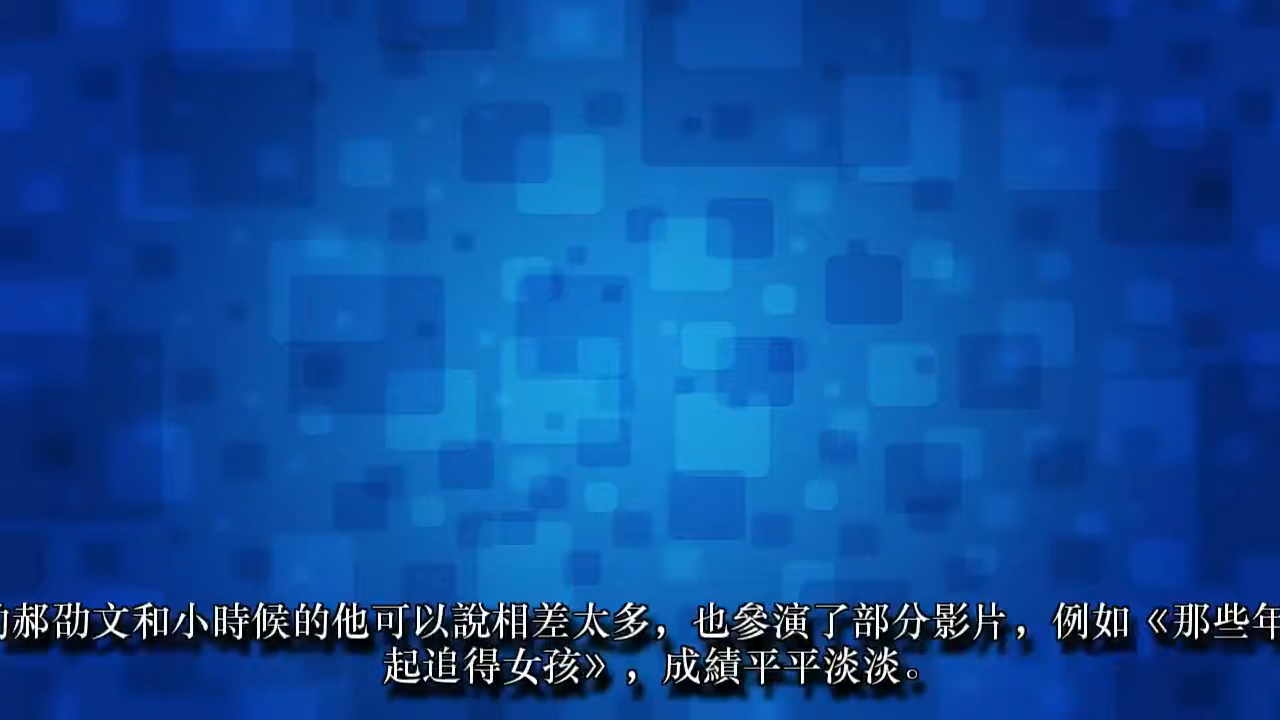 的郝劭文和小時候的他可以說相差太多，也參演了部分影片，例如《那些年
起追得女孩》，成績平平淡淡。